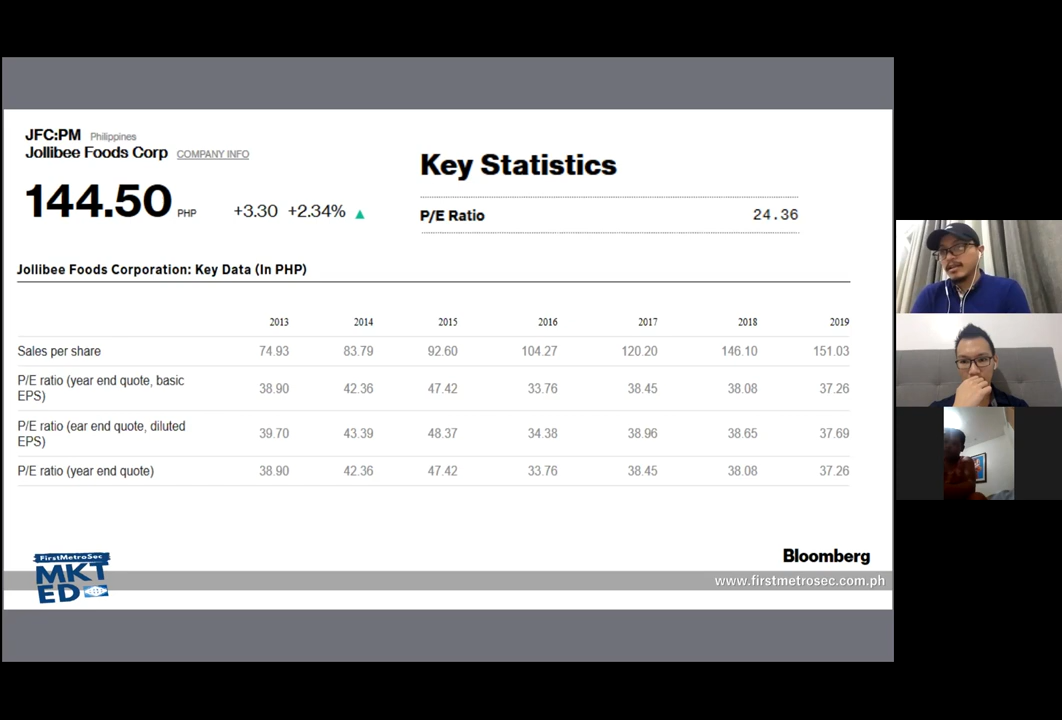 JFC:PM Philippines
Jollibee Foods Corp COMPANY INFO
144.50 PHP +3.30 +2.34%
Key Statistics
P/E Ratio 24.36
Jollibee Foods Corporation: Key Data (In PHP)
2013 2014 2015 2016 2017 2018 2019
Sales per share 74.93 83.79 92.60 104.27 120.20 146.10 151.03
P/E ratio (year end quote, basic
EPS) 38.90 42.36 47.42 33.76 38.45 38.08 37.26
P/E ratio (ear end quote, diluted
EPS) 39.70 43.39 48.37 34.38 38.96 38.65 37.69
P/E ratio (year end quote) 38.90 42.36 47.42 33.76 38.45 38.08 37.26
FirstMetroSec
MKT
ED
Bloomberg
www.firstmetrosec.com.ph